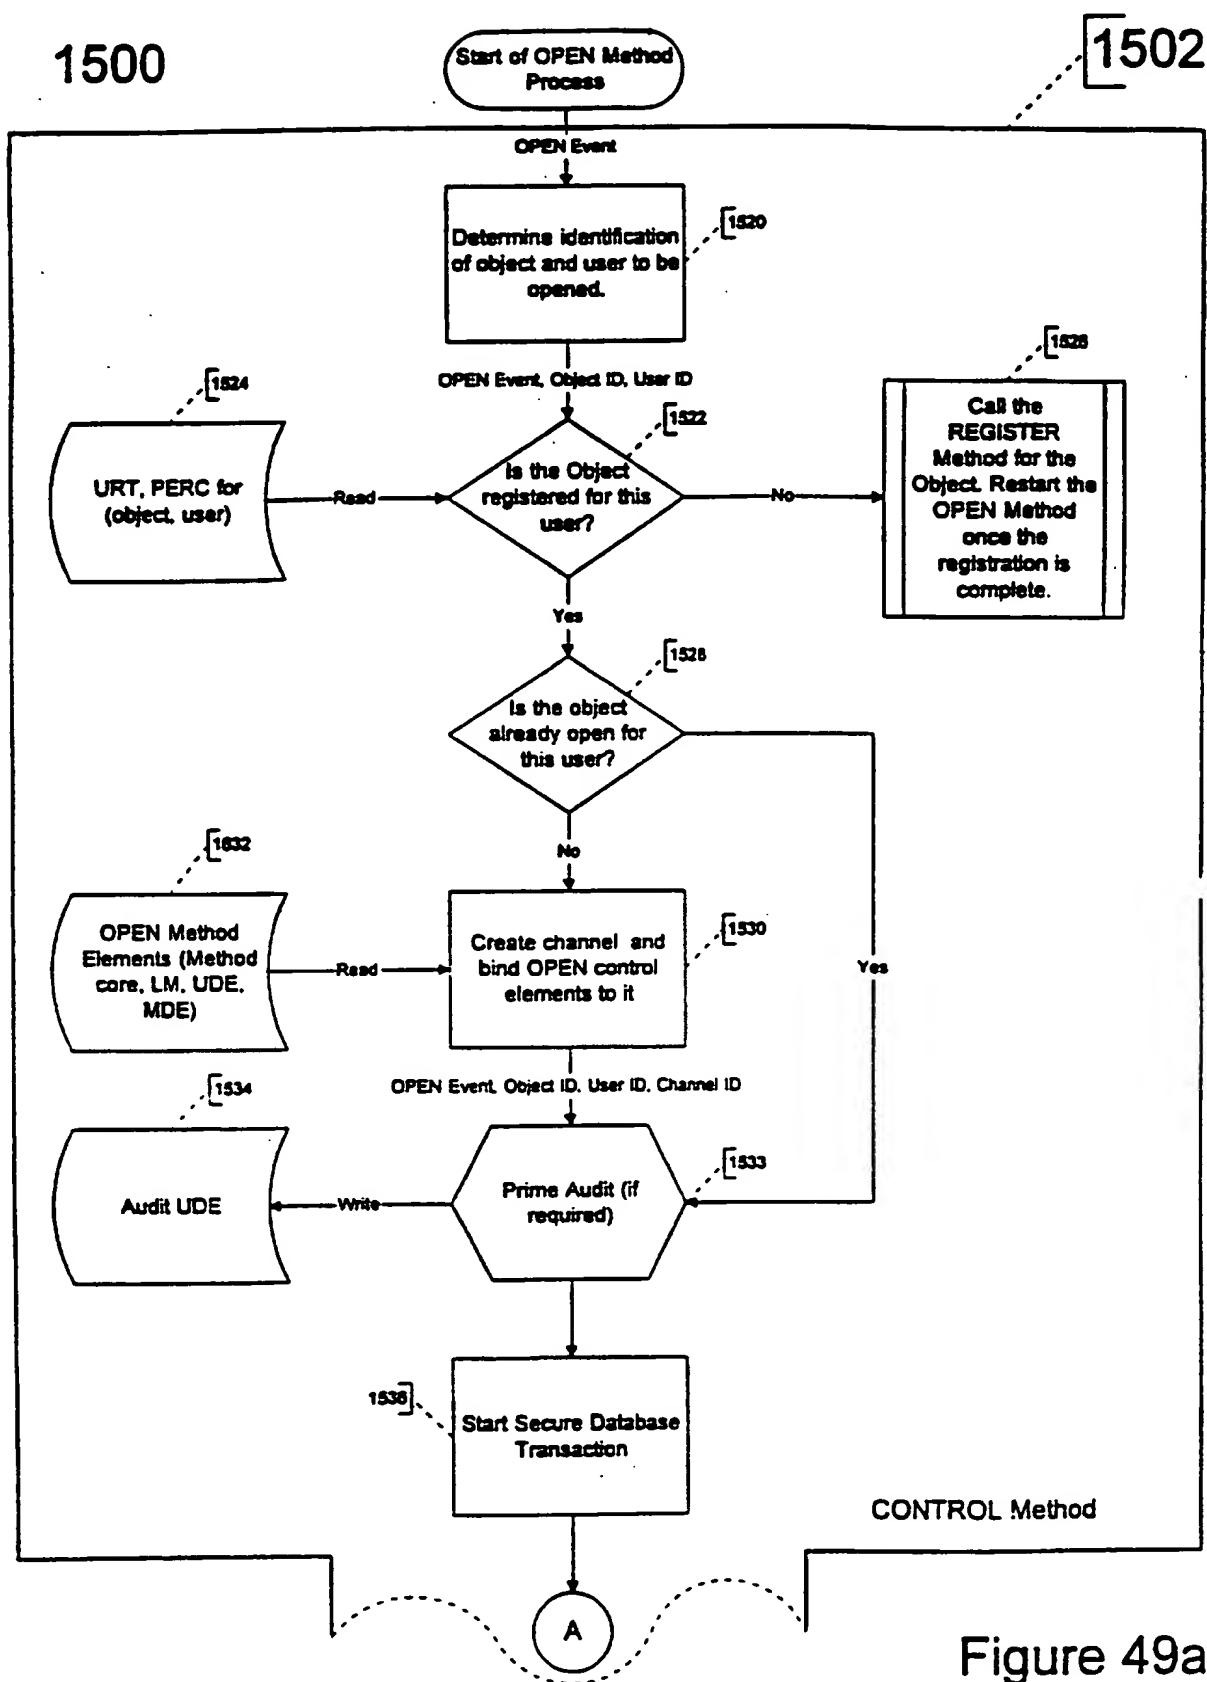 1500
1502
Start of OPEN Method
Process
OPEN Event
Determine identification
of object and user to be
opened.
1520
OPEN Event, Object ID, User ID
1524
URT, PERC for
(object, user)
Read
1522
Is the Object
registered for this
user?
No
1526
Call the
REGISTER
Method for the
Object. Restart the
OPEN Method
once the
registration is
complete.
Yes
1528
Is the object
already open for
this user?
Yes
No
1532
OPEN Method
Elements (Method
core, LM, UDE,
MDE)
Read
1530
Create channel and
bind OPEN control
elements to it
OPEN Event, Object ID, User ID, Channel ID
1534
Audit UDE
Write
1533
Prime Audit (if
required)
1536
Start Secure Database
Transaction
CONTROL Method
A
Figure 49a